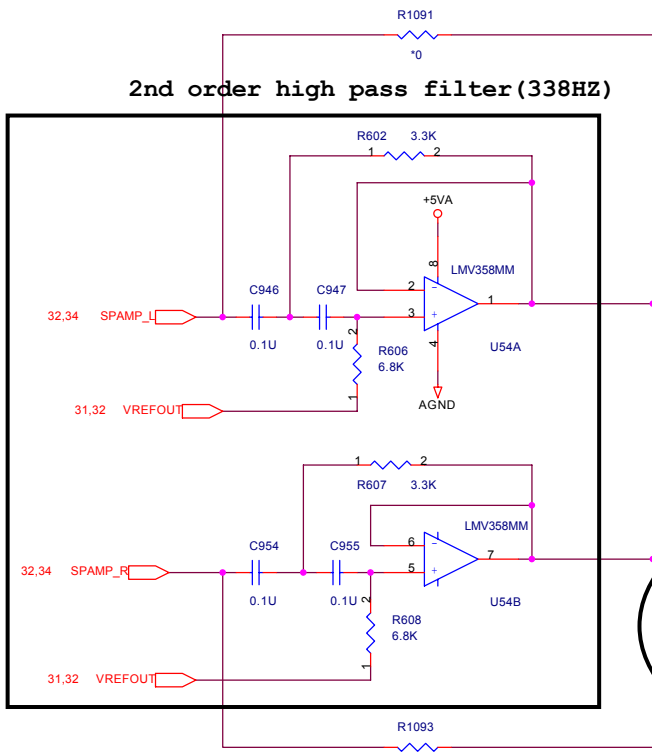 R1091
*0
2nd order high pass filter(338HZ)
R602 3.3K
1 2
+5VA
8
LMV358MM
C946 C947
2
1
32,34 SPAMP_L
3
0.1U 0.1U
2
4
U54A
R606
6.8K
1
AGND
31,32 VREFOUT
1 2
R607 3.3K
LMV358MM
C954 C955
6
7
32,34 SPAMP_R
5
0.1U 0.1U
2
U54B
R608
6.8K
1
31,32 VREFOUT
R1093